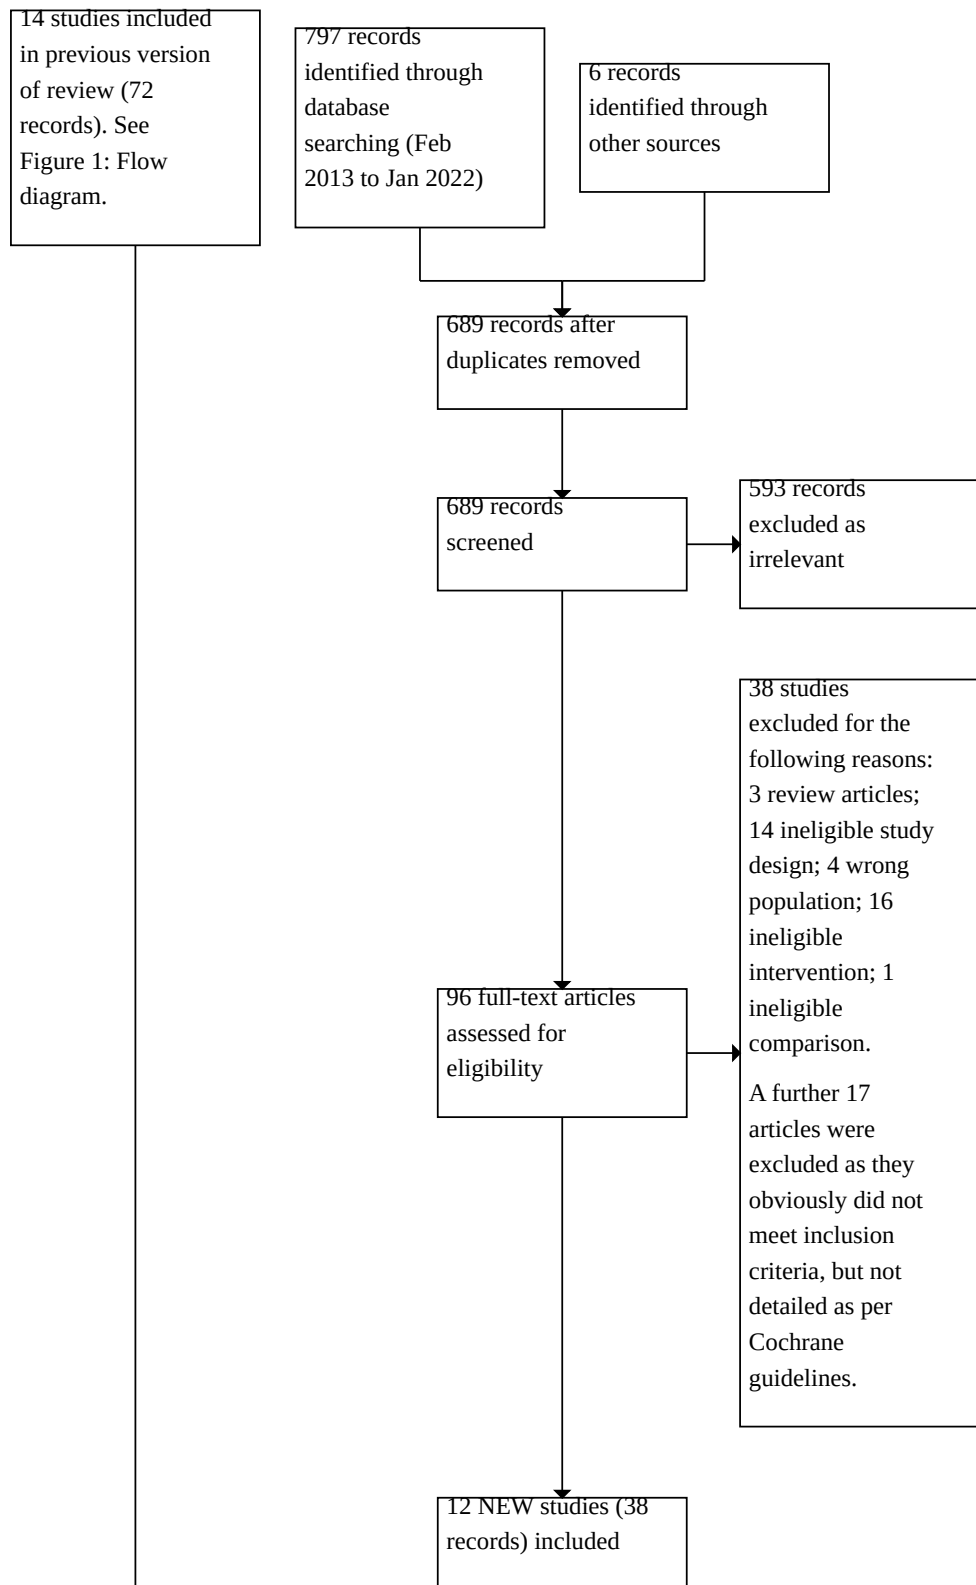 14 studies included
in previous version
of review (72
records). See
Figure 1: Flow
diagram.
797 records
identified through
database
searching (Feb
2013 to Jan 2022)
6 records
identified through
other sources
689 records after
duplicates removed
689 records
screened
593 records
excluded as
irrelevant
96 full-text articles
assessed for
eligibility
38 studies
excluded for the
following reasons:
3 review articles;
14 ineligible study
design; 4 wrong
population; 16
ineligible
intervention; 1
ineligible
comparison.
A further 17
articles were
excluded as they
obviously did not
meet inclusion
criteria, but not
detailed as per
Cochrane
guidelines.
12 NEW studies (38
records) included